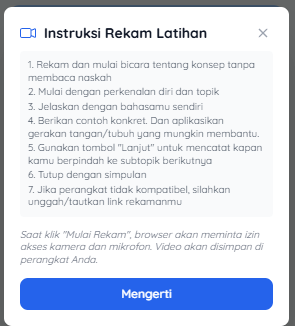 Instruksi Rekam Latihan
1. Rekam dan mulai bicara tentang konsep tanpa
membaca naskah
2. Mulai dengan perkenalan diri dan topik
3. Jelaskan dengan bahasamu sendiri
4. Berikan contoh konkret. Dan aplikasikan
gerakan tangan/tubuh yang mungkin membantu.
5. Gunakan tombol "Lanjut" untuk mencatat kapan
kamu berpindah ke subtopik berikutnya
6. Tutup dengan simpulan
7. Jika perangkat tidak kompatibel, silahkan
unggah/tautkan link rekamanmu
Saat klik "Mulai Rekam", browser akan meminta izin
akses kamera dan mikrofon. Video akan disimpan di
perangkat Anda.
Mengerti